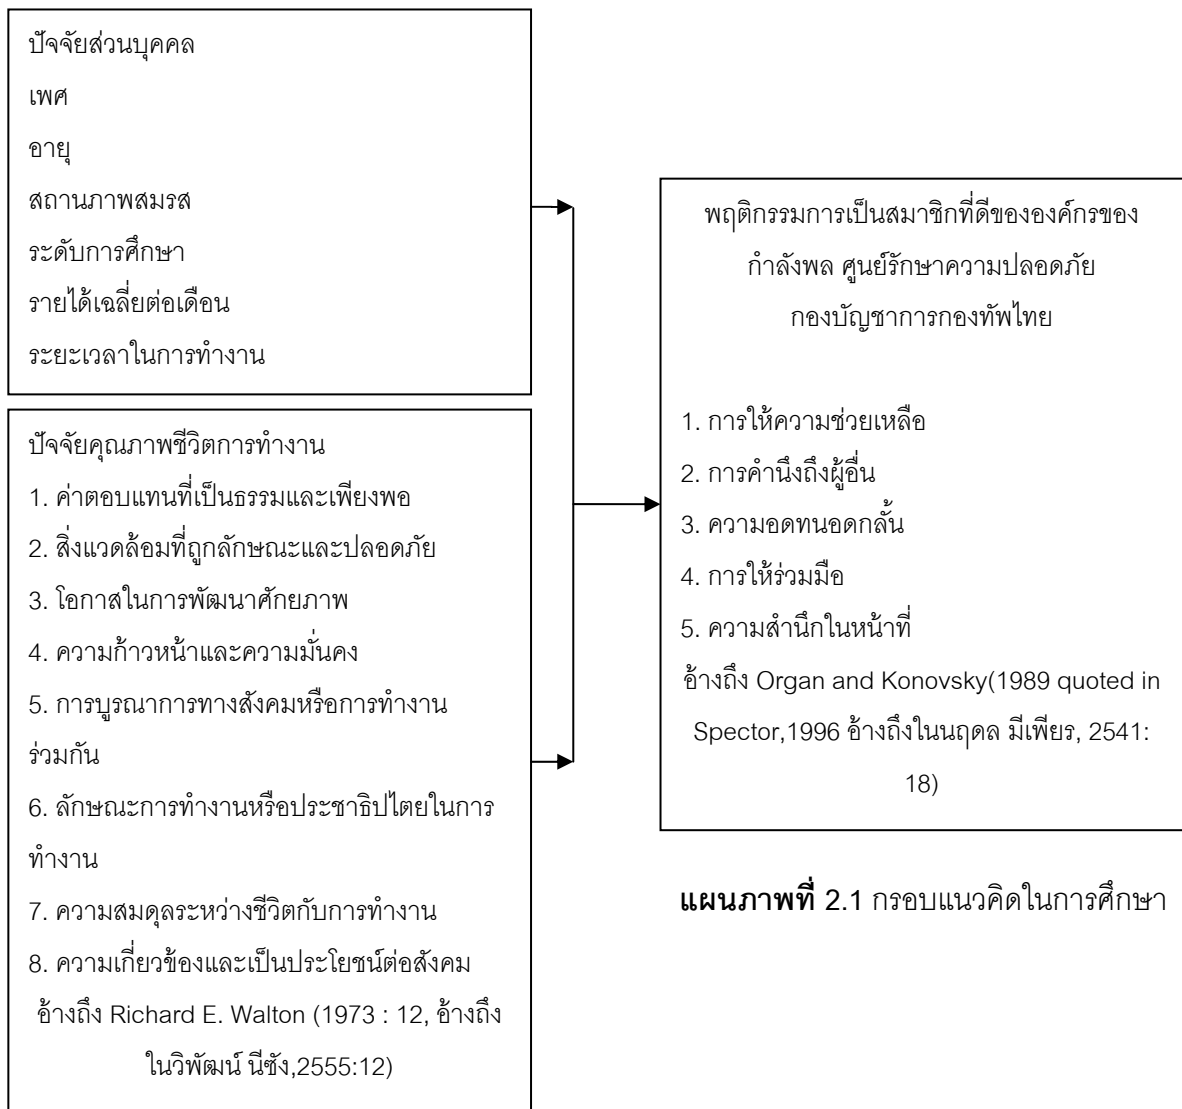 ปัจจัยส่วนบุคคล
เพศ
อายุ
สถานภาพสมรส
ระดับการศึกษา
รายได้เฉลี่ยต่อเดือน
ระยะเวลาในการทำงาน
ปัจจัยคุณภาพชีวิตการทำงาน
1. ค่าตอบแทนที่เป็นธรรมและเพียงพอ
2. สิ่งแวดล้อมที่ถูกลักษณะและปลอดภัย
3. โอกาสในการพัฒนาศักยภาพ
4. ความก้าวหน้าและความมั่นคง
5. การบูรณาการทางสังคมหรือการทำงาน
ร่วมกัน
6. ลักษณะการทำงานหรือประชาธิปไตยในการ
ทำงาน
7. ความสมดุลระหว่างชีวิตกับการทำงาน
8. ความเกี่ยวข้องและเป็นประโยชน์ต่อสังคม
อ้างถึง Richard E. Walton (1973 : 12, อ้างถึง
ในวิพัฒน์ นีซัง,2555:12)
พฤติกรรมการเป็นสมาชิกที่ดีขององค์กรของ
กำลังพล ศูนย์รักษาความปลอดภัย
กองบัญชาการกองทัพไทย
1. การให้ความช่วยเหลือ
2. การคำนึงถึงผู้อื่น
3. ความอดทนอดกลั้น
4. การให้ร่วมมือ
5. ความสำนึกในหน้าที่
อ้างถึง Organ and Konovsky(1989 quoted in
Spector,1996 อ้างถึงในนฤดล มีเพียร, 2541:
18)
แผนภาพที่ 2.1 กรอบแนวคิดในการศึกษา